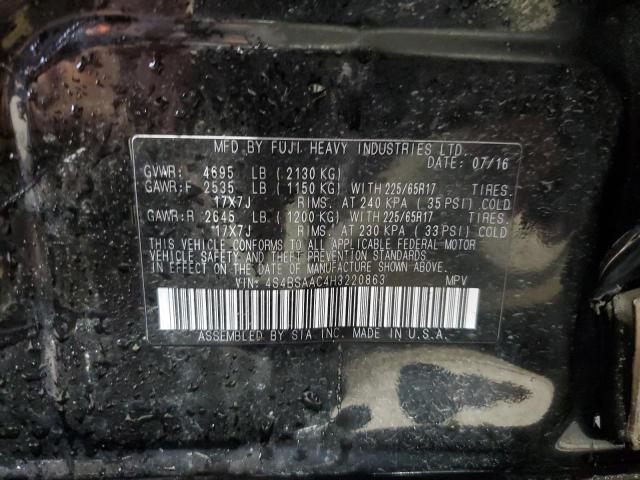 MFD BY FUJI HEAVY INDUSTRIES LTD.
DATE: 07/16
GVWR: 4695 LB (2130 KG)
GAWR:F 2535 LB (1150 KG) WITH 225/65R17 TIRES.
17X7J RIMS. AT 240 KPA (35 PSI) COLD
GAWR:R 2645 LB. (1200 KG) WITH 225/65R17 TIRES.
17X7J RIMS. AT 230 KPA (33 PSI) COLD
THIS VEHICLE CONFORMS TO ALL APPLICABLE FEDERAL MOTOR
VEHICLE SAFETY AND THEFT PREVENTION STANDARDS
IN EFFECT ON THE DATE OF MANUFACTURE SHOWN ABOVE.
VIN: 4S4BSAAC4H3220863 MPV
ASSEMBLED BY SIA INC. MADE IN U.S.A.